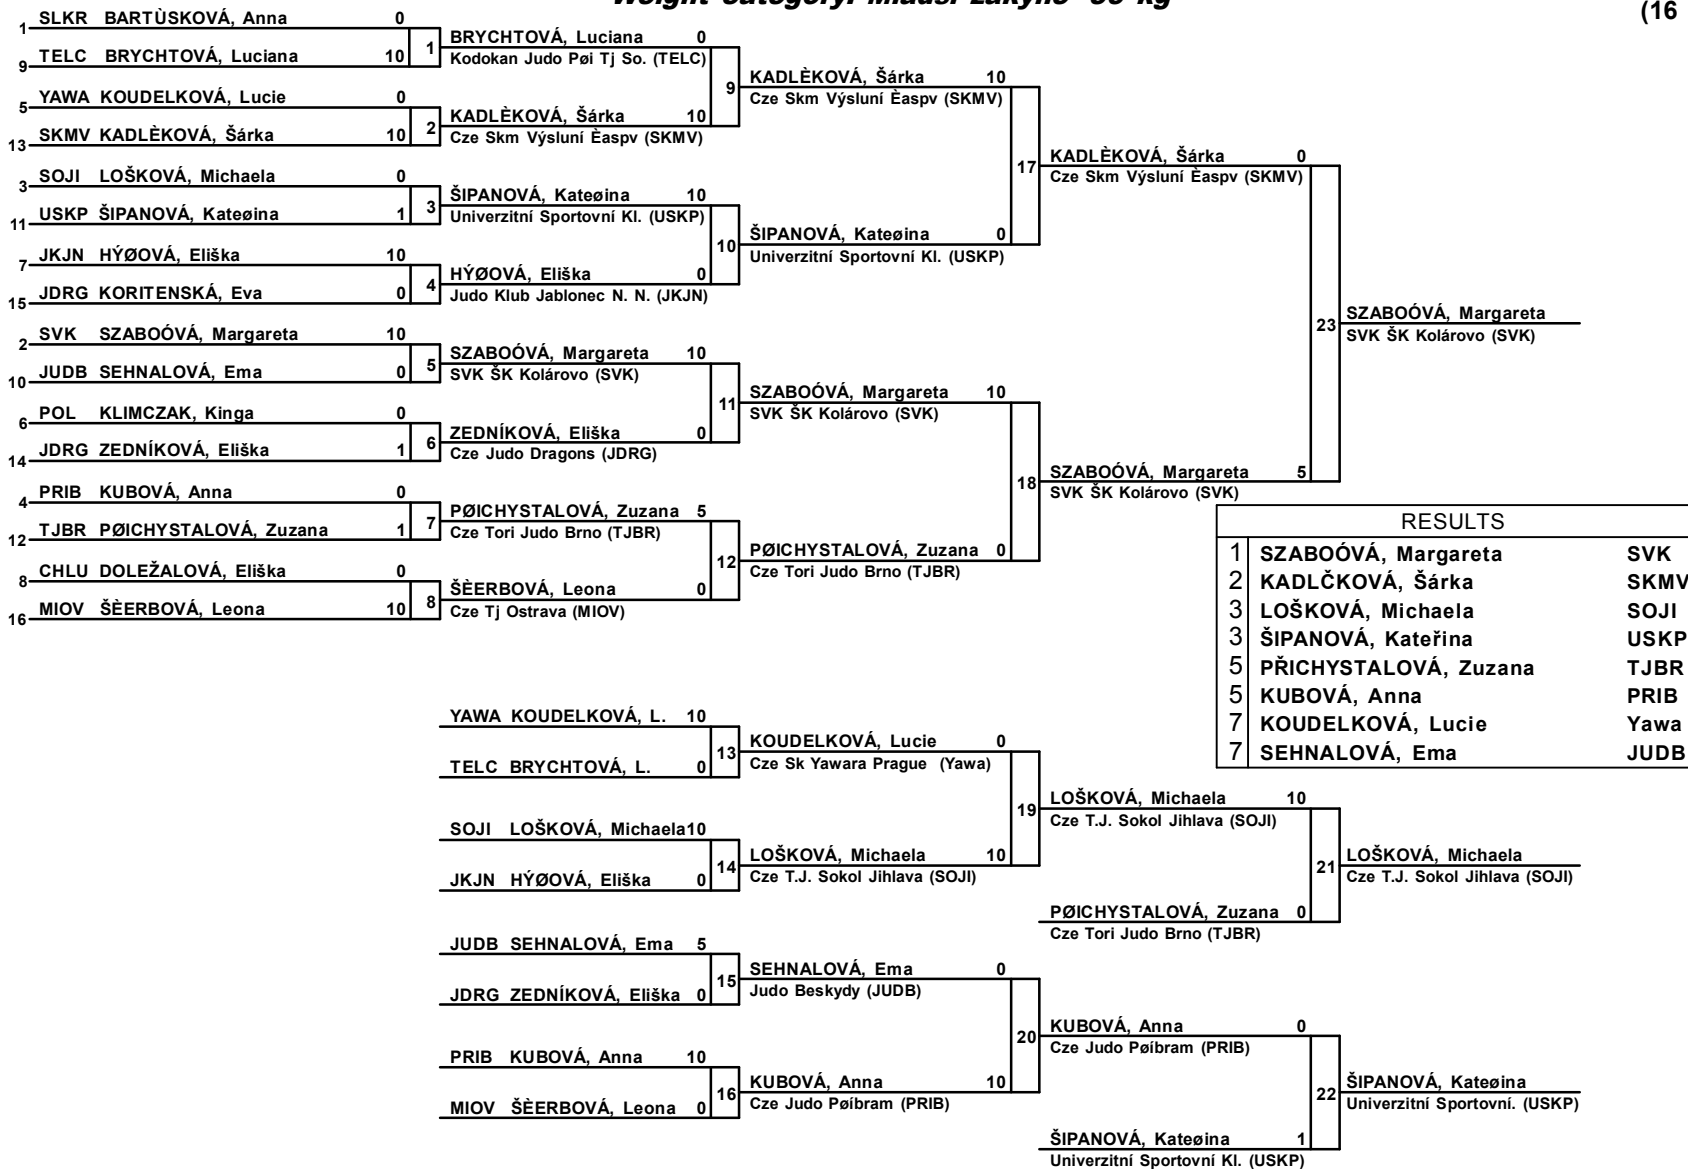 (16
1 SLKR BARTÙSKOVÁ, Anna 0
9 TELC BRYCHTOVÁ, Luciana 10
1
BRYCHTOVÁ, Luciana 0
Kodokan Judo Pøi Tj So. (TELC)
5 YAWA KOUDELKOVÁ, Lucie 0
13 SKMV KADLÈKOVÁ, Šárka 10
2
KADLÈKOVÁ, Šárka 10
Cze Skm Výsluní Èaspv (SKMV)
9
KADLÈKOVÁ, Šárka 10
Cze Skm Výsluní Èaspv (SKMV)
3 SOJI LOŠKOVÁ, Michaela 0
11 USKP ŠIPANOVÁ, Kateøina 1
3
ŠIPANOVÁ, Kateøina 10
Univerzitní Sportovní Kl. (USKP)
7 JKJN HÝØOVÁ, Eliška 10
15 JDRG KORITENSKÁ, Eva 0
4
HÝØOVÁ, Eliška 0
Judo Klub Jablonec N. N. (JKJN)
10
ŠIPANOVÁ, Kateøina 0
Univerzitní Sportovní Kl. (USKP)
17
KADLÈKOVÁ, Šárka 0
Cze Skm Výsluní Èaspv (SKMV)
2 SVK SZABOÓVÁ, Margareta 10
10 JUDB SEHNALOVÁ, Ema 0
5
SZABOÓVÁ, Margareta 10
SVK ŠK Kolárovo (SVK)
6 POL KLIMCZAK, Kinga 0
14 JDRG ZEDNÍKOVÁ, Eliška 1
6
ZEDNÍKOVÁ, Eliška 0
Cze Judo Dragons (JDRG)
11
SZABOÓVÁ, Margareta 10
SVK ŠK Kolárovo (SVK)
4 PRIB KUBOVÁ, Anna 0
12 TJBR PØICHYSTALOVÁ, Zuzana 1
7
PØICHYSTALOVÁ, Zuzana 5
Cze Tori Judo Brno (TJBR)
8 CHLU DOLEŽALOVÁ, Eliška 0
16 MIOV ŠÈERBOVÁ, Leona 10
8
ŠÈERBOVÁ, Leona 0
Cze Tj Ostrava (MIOV)
12
PØICHYSTALOVÁ, Zuzana 0
Cze Tori Judo Brno (TJBR)
18
SZABOÓVÁ, Margareta 5
SVK ŠK Kolárovo (SVK)
23
SZABOÓVÁ, Margareta
SVK ŠK Kolárovo (SVK)
RESULTS
1 SZABOÓVÁ, Margareta SVK
2 KADLČKOVÁ, Šárka SKMV
3 LOŠKOVÁ, Michaela SOJI
3 ŠIPANOVÁ, Kateřina USKP
5 PŘICHYSTALOVÁ, Zuzana TJBR
5 KUBOVÁ, Anna PRIB
7 KOUDELKOVÁ, Lucie Yawa
7 SEHNALOVÁ, Ema JUDB
YAWA KOUDELKOVÁ, L. 10
TELC BRYCHTOVÁ, L. 0
13
KOUDELKOVÁ, Lucie 0
Cze Sk Yawara Prague (Yawa)
SOJI LOŠKOVÁ, Michaela10
JKJN HÝØOVÁ, Eliška 0
14
LOŠKOVÁ, Michaela 10
Cze T.J. Sokol Jihlava (SOJI)
19
LOŠKOVÁ, Michaela 10
Cze T.J. Sokol Jihlava (SOJI)
PØICHYSTALOVÁ, Zuzana 0
Cze Tori Judo Brno (TJBR)
21
LOŠKOVÁ, Michaela
Cze T.J. Sokol Jihlava (SOJI)
JUDB SEHNALOVÁ, Ema 5
JDRG ZEDNÍKOVÁ, Eliška 0
15
SEHNALOVÁ, Ema 0
Judo Beskydy (JUDB)
PRIB KUBOVÁ, Anna 10
MIOV ŠÈERBOVÁ, Leona 0
16
KUBOVÁ, Anna 10
Cze Judo Pøíbram (PRIB)
20
KUBOVÁ, Anna 0
Cze Judo Pøíbram (PRIB)
ŠIPANOVÁ, Kateøina 1
Univerzitní Sportovní Kl. (USKP)
22
ŠIPANOVÁ, Kateøina
Univerzitní Sportovní. (USKP)